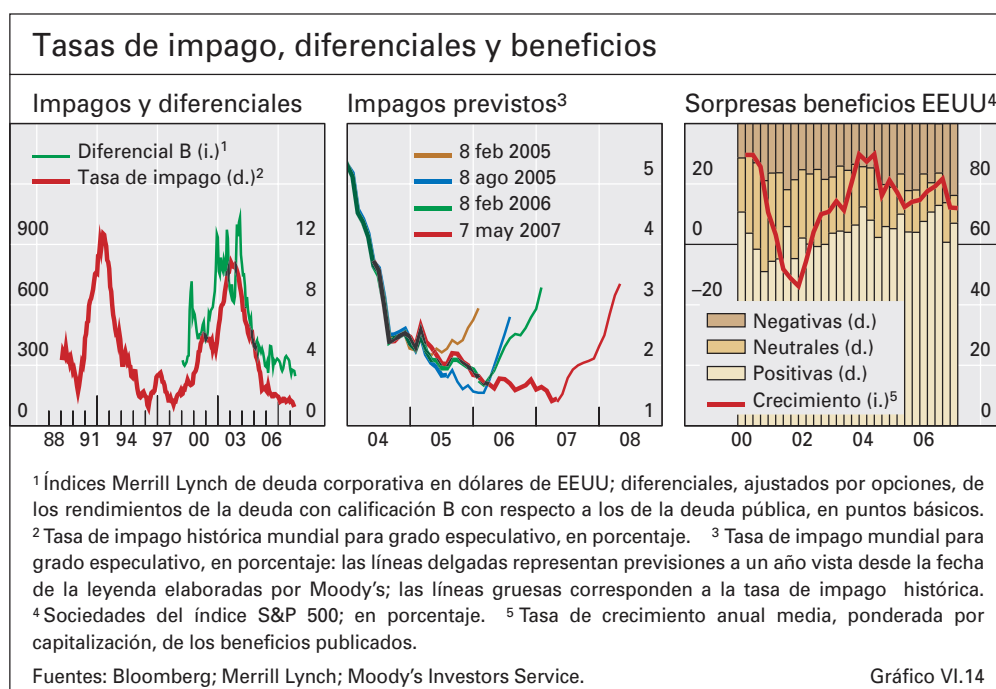 Tasas de impago, diferenciales y beneficios
Impagos y diferenciales
Diferencial B (i.)¹
Tasa de impago (d.)²
900
600
300
0
12
8
4
0
88 91 94 97 00 03 06
Impagos previstos³
8 feb 2005
8 ago 2005
8 feb 2006
7 may 2007
5
4
3
2
1
04 05 06 07 08
Sorpresas beneficios EEUU⁴
20
0
–20
80
60
40
20
0
Negativas (d.)
Neutrales (d.)
Positivas (d.)
Crecimiento (i.)⁵
00 02 04 06
¹ Índices Merrill Lynch de deuda corporativa en dólares de EEUU; diferenciales, ajustados por opciones, de
los rendimientos de la deuda con calificación B con respecto a los de la deuda pública, en puntos básicos.
² Tasa de impago histórica mundial para grado especulativo, en porcentaje. ³ Tasa de impago mundial para
grado especulativo, en porcentaje: las líneas delgadas representan previsiones a un año vista desde la fecha
de la leyenda elaboradas por Moody's; las líneas gruesas corresponden a la tasa de impago histórica.
⁴ Sociedades del índice S&P 500; en porcentaje. ⁵ Tasa de crecimiento anual media, ponderada por
capitalización, de los beneficios publicados.
Fuentes: Bloomberg; Merrill Lynch; Moody's Investors Service. Gráfico VI.14